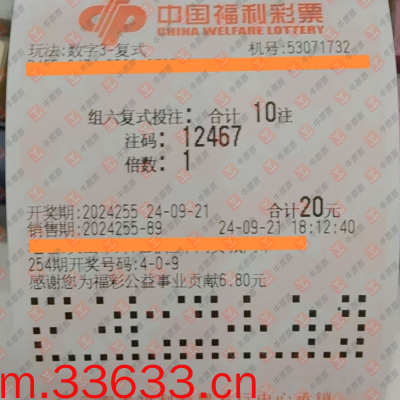 中国福利彩票
CHINA WELFARE LOTTERY
玩法:数字3-复式 机号:53071732
组六复式投注: 合计 10注
注码: 12467
倍数: 1
开奖期:2024255 24-09-21 合计20元
销售期:2024255-89 24-09-21 18:12:40
254期开奖号码:4-0-9
感谢您为福彩公益事业贡献6.80元
m.33633.cn